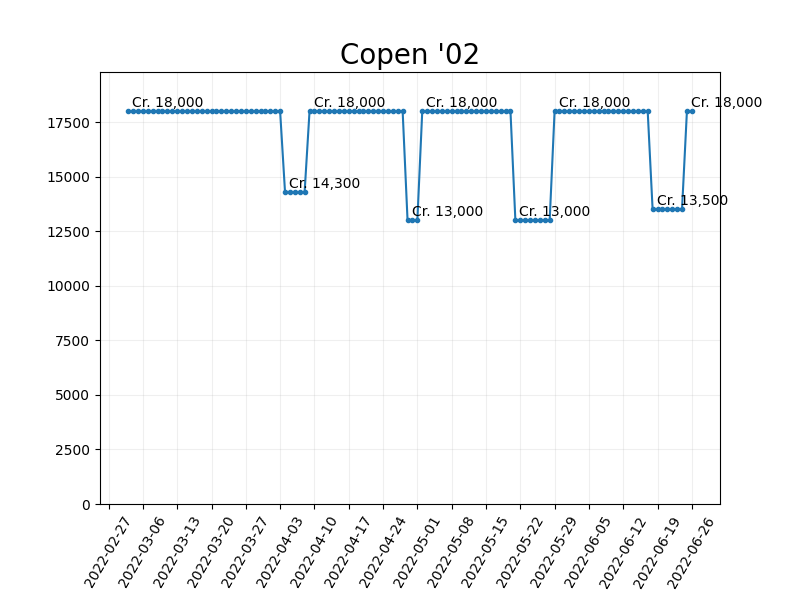 Copen '02
Cr. 18,000
Cr. 18,000
Cr. 18,000
Cr. 18,000
Cr. 18,000
Cr. 14,300
Cr. 13,000
Cr. 13,000
Cr. 13,500
17500
15000
12500
10000
7500
5000
2500
0
2022-02-27
2022-03-06
2022-03-13
2022-03-20
2022-03-27
2022-04-03
2022-04-10
2022-04-17
2022-04-24
2022-05-01
2022-05-08
2022-05-15
2022-05-22
2022-05-29
2022-06-05
2022-06-12
2022-06-19
2022-06-26